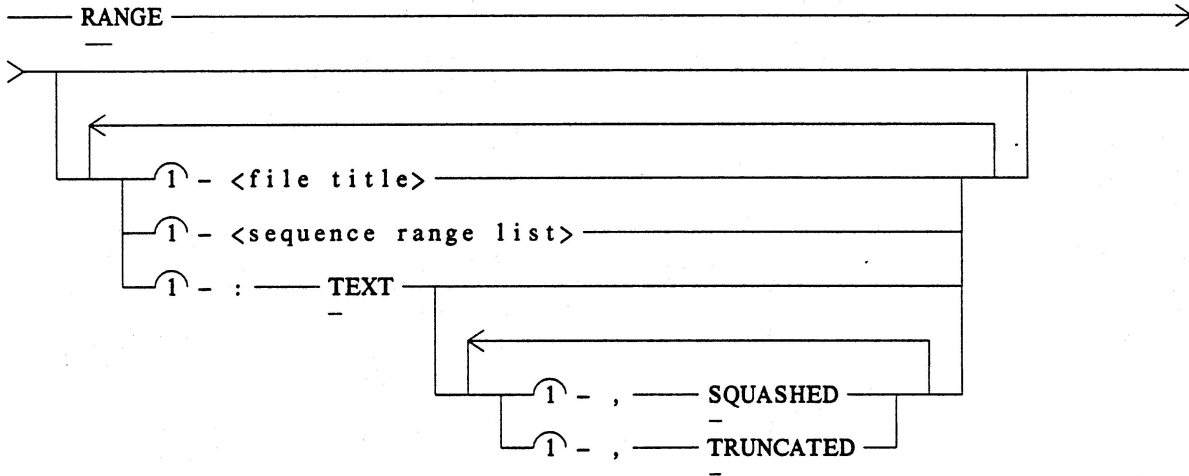 RANGE
1 - <file title>
1 - <sequence range list>
1 - : TEXT
1 - , SQUASHED
1 - , TRUNCATED